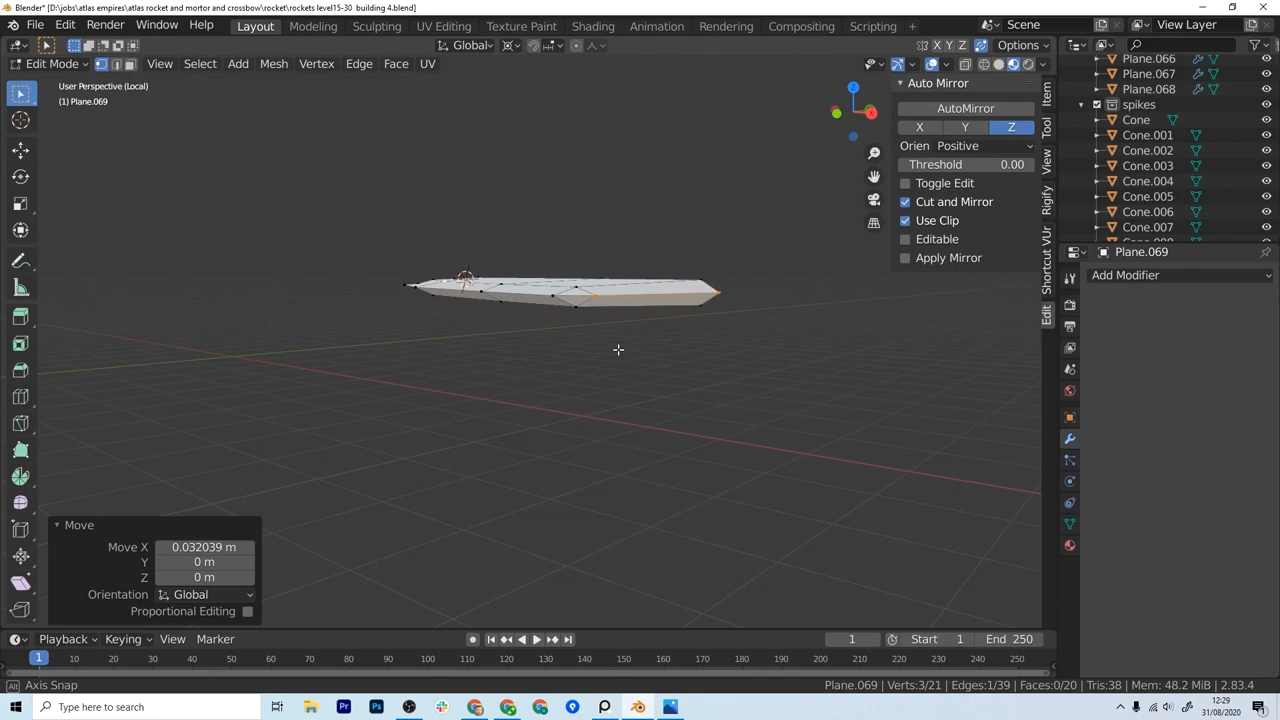 Blender* [D:\jobs\atlas empires\atlas rocket and mortor and crossbow\rocket\rockets level15-30  building 4.blend]
File Edit Render Window Help Layout Modeling Sculpting UV Editing Texture Paint Shading Animation Rendering Compositing Scripting Scene View Layer
Global Options
Edit Mode View Select Add Mesh Vertex Edge Face UV
User Perspective (Local)
(1) Plane.069
Auto Mirror
AutoMirror
X Y Z
Orien Positive
Threshold 0.00
Toggle Edit
Cut and Mirror
Use Clip
Editable
Apply Mirror
Item
Tool
View
Rigify
Shortcut VUr
Edit
Plane.066
Plane.067
Plane.068
spikes
Cone
Cone.001
Cone.002
Cone.003
Cone.004
Cone.005
Cone.006
Cone.007
Plane.069
Add Modifier
Move
Move X 0.032039 m
Y 0 m
Z 0 m
Orientation Global
Proportional Editing
Playback Keying View Marker 1 Start 1 End 250
1 10 20 30 40 50 60 70 80 90 100 110 120 130 140 150 160 170 180 190 200 210 220 230 240 250
Alt Axis Snap Plane.069 | Verts:3/21 | Edges:1/39 | Faces:0/20 | Tris:38 | Mem: 48.2 MiB | 2.83.4
Type here to search
12:29
31/08/2020